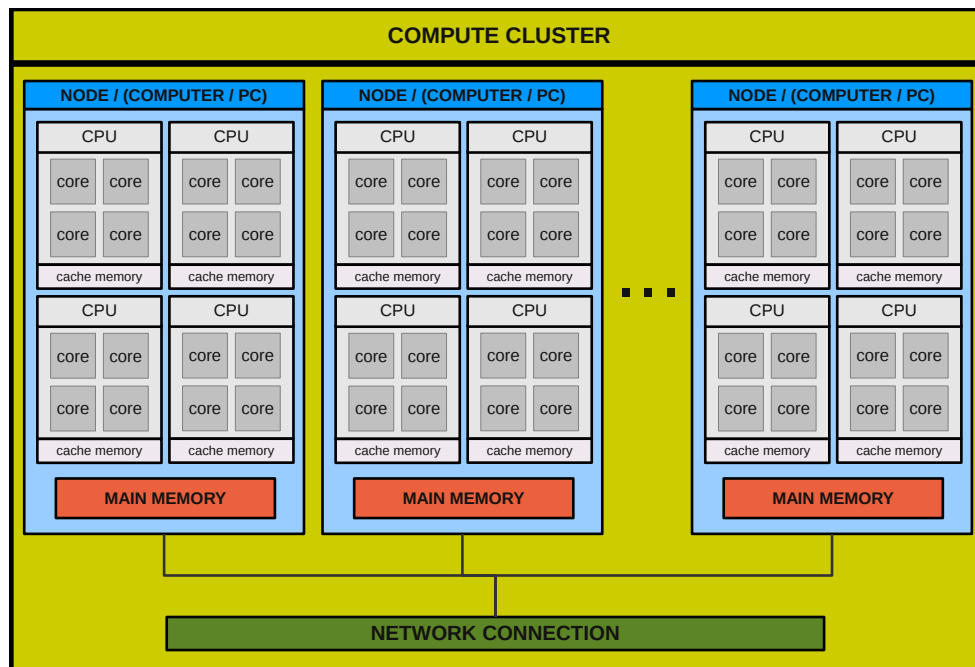 COMPUTE CLUSTER
NODE / (COMPUTER / PC)
CPU CPU
core core core core
core core core core
cache memory cache memory
CPU CPU
core core core core
core core core core
cache memory cache memory
MAIN MEMORY
NODE / (COMPUTER / PC)
CPU CPU
core core core core
core core core core
cache memory cache memory
CPU CPU
core core core core
core core core core
cache memory cache memory
MAIN MEMORY
...
NODE / (COMPUTER / PC)
CPU CPU
core core core core
core core core core
cache memory cache memory
CPU CPU
core core core core
core core core core
cache memory cache memory
MAIN MEMORY
NETWORK CONNECTION